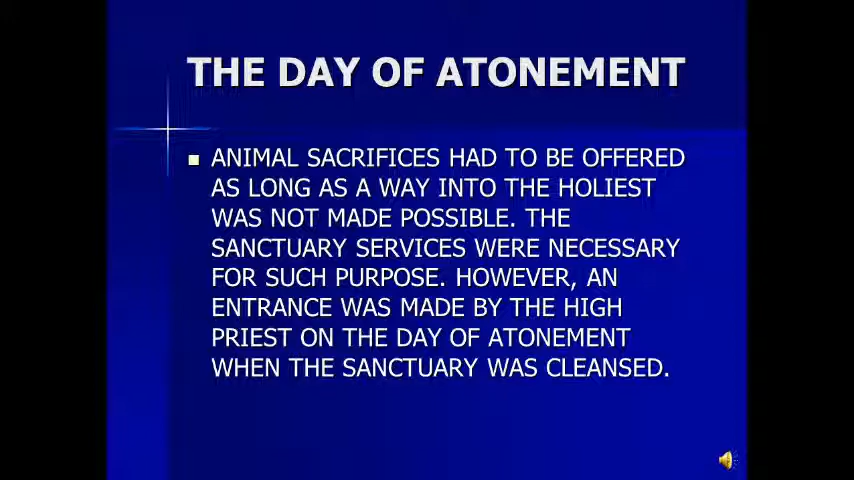 THE DAY OF ATONEMENT
ANIMAL SACRIFICES HAD TO BE OFFERED
AS LONG AS A WAY INTO THE HOLIEST
WAS NOT MADE POSSIBLE. THE
SANCTUARY SERVICES WERE NECESSARY
FOR SUCH PURPOSE. HOWEVER, AN
ENTRANCE WAS MADE BY THE HIGH
PRIEST ON THE DAY OF ATONEMENT
WHEN THE SANCTUARY WAS CLEANSED.